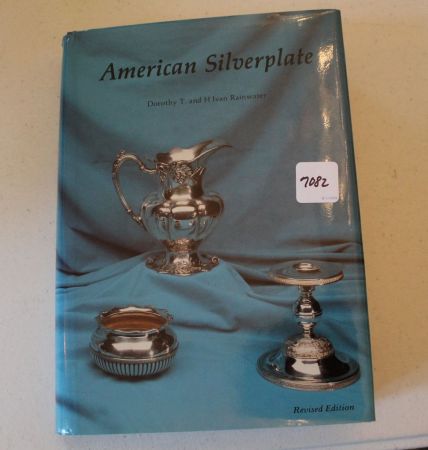 American Silverplate
Dorothy T. and H Ivan Rainwater
7082
Revised Edition